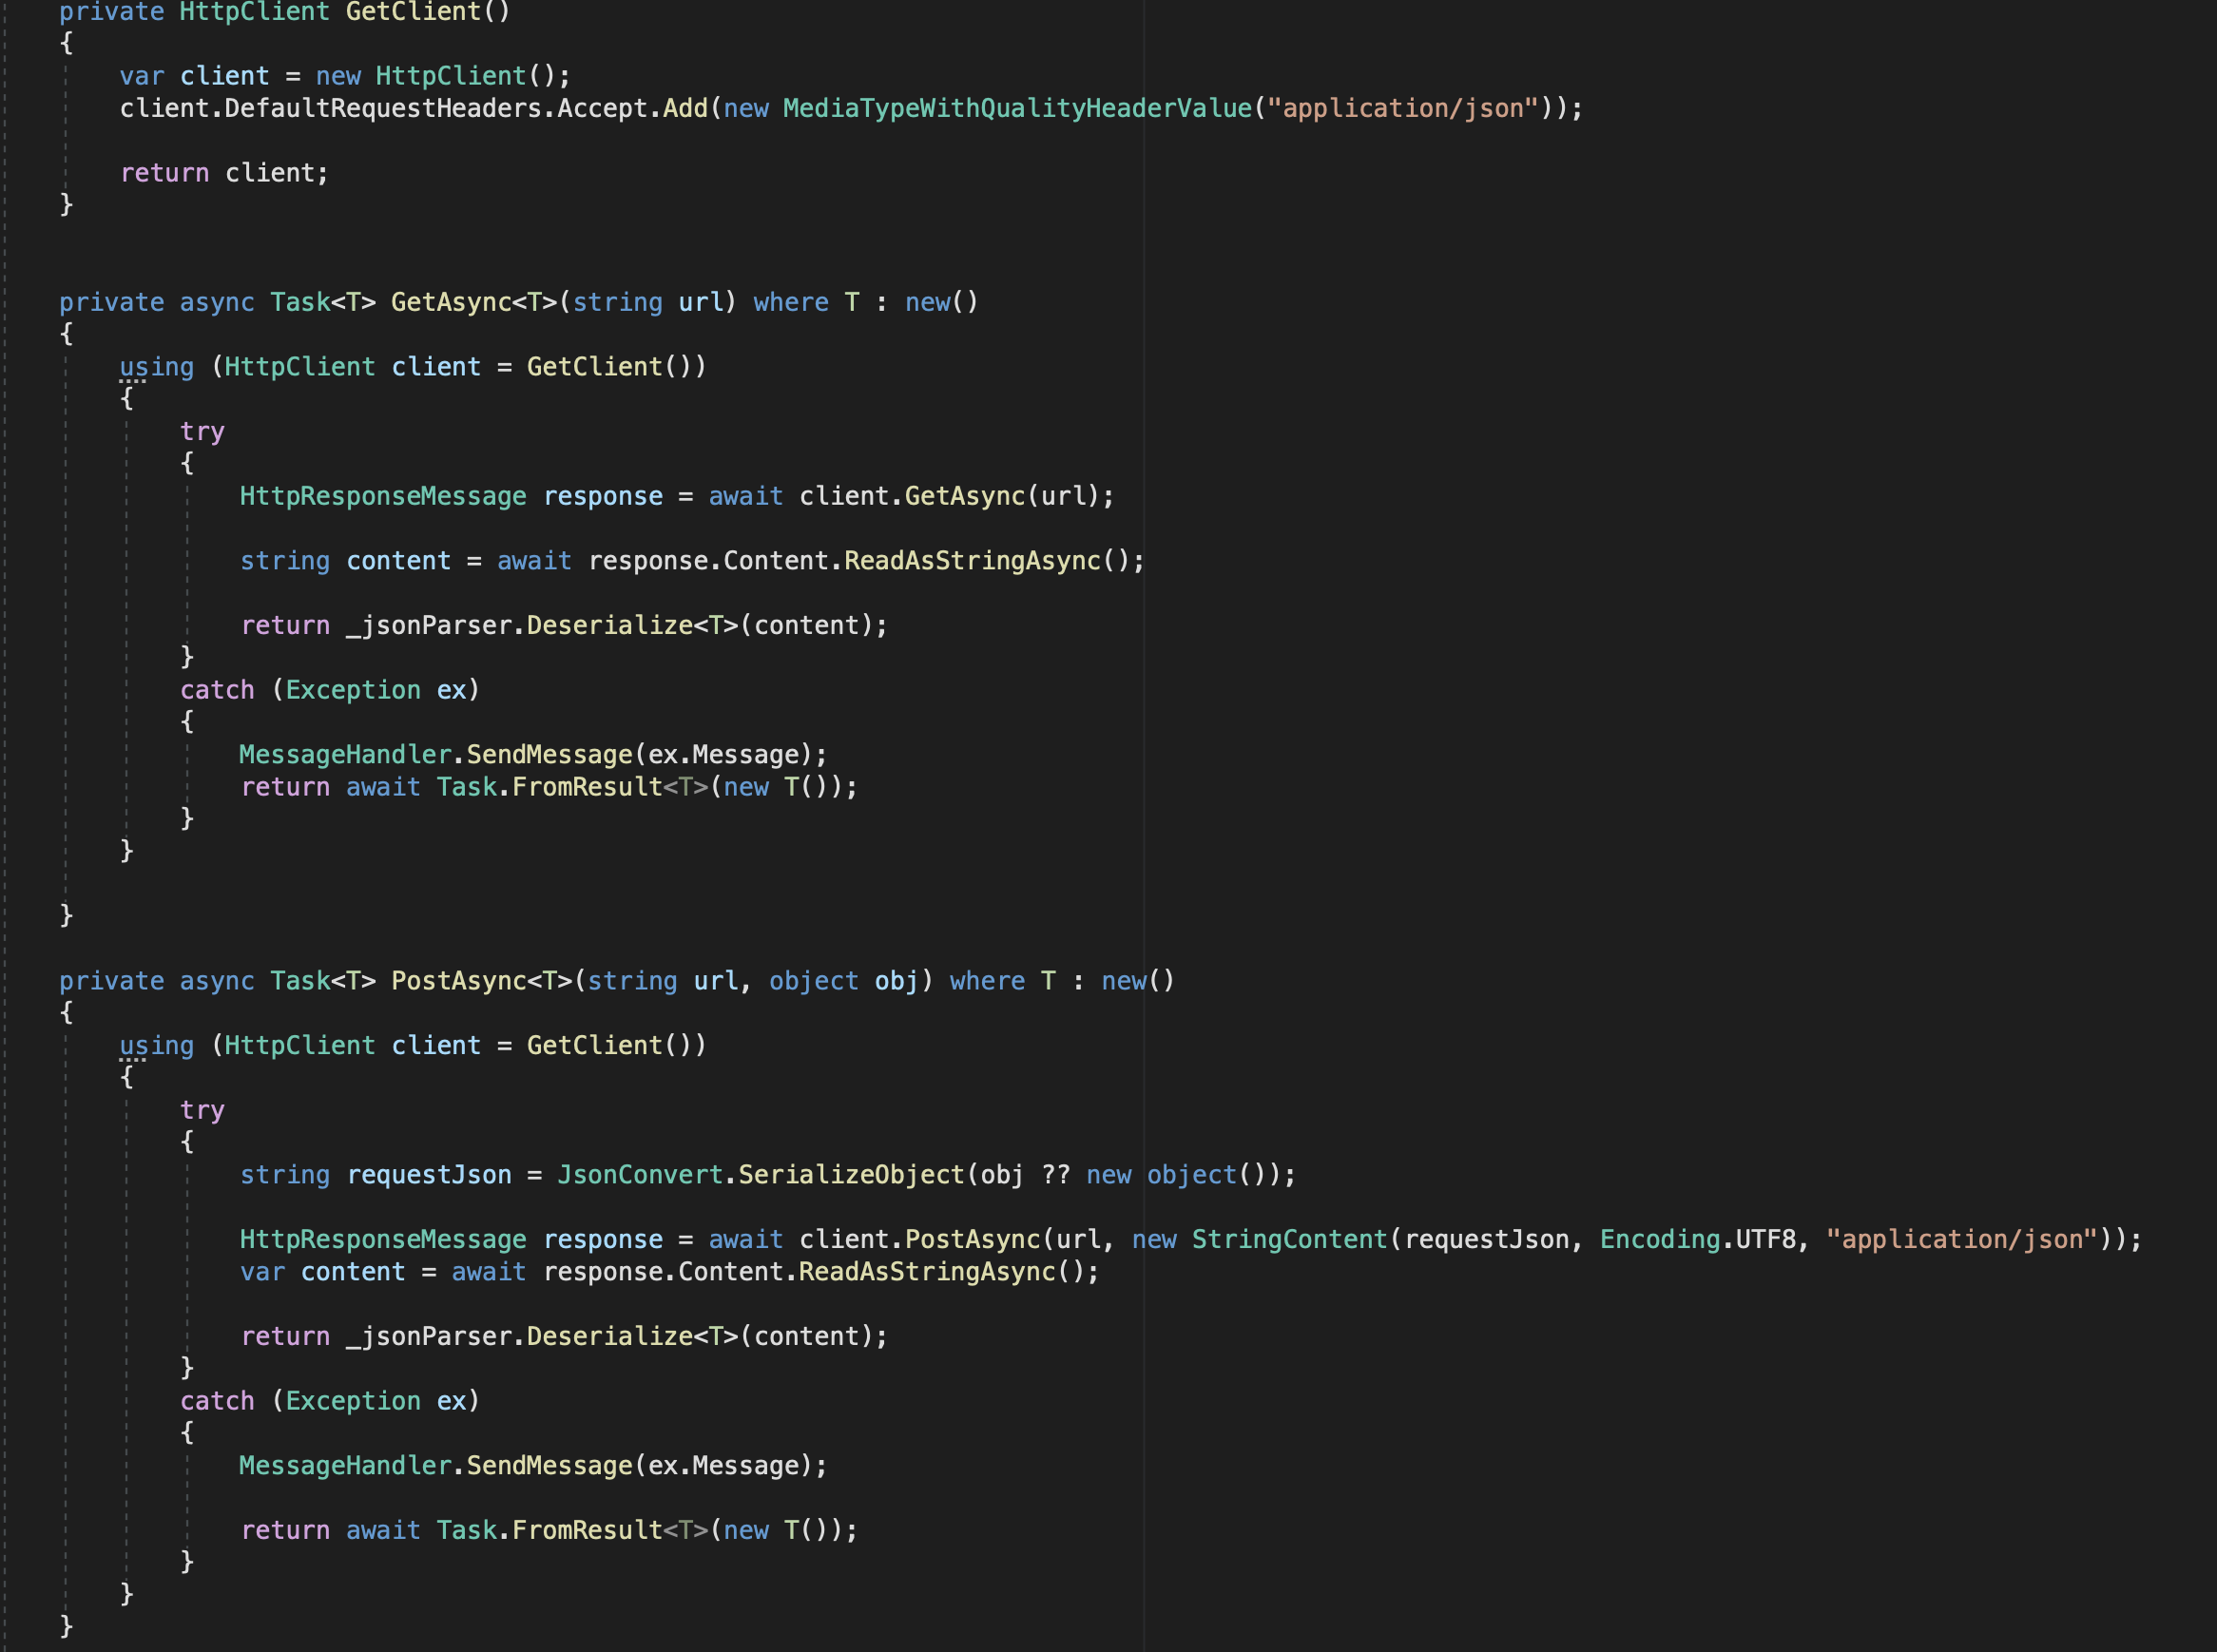 private HttpClient GetClient()
{
    var client = new HttpClient();
    client.DefaultRequestHeaders.Accept.Add(new MediaTypeWithQualityHeaderValue("application/json"));

    return client;
}


private async Task<T> GetAsync<T>(string url) where T : new()
{
    using (HttpClient client = GetClient())
    {
        try
        {
            HttpResponseMessage response = await client.GetAsync(url);

            string content = await response.Content.ReadAsStringAsync();

            return _jsonParser.Deserialize<T>(content);
        }
        catch (Exception ex)
        {
            MessageHandler.SendMessage(ex.Message);
            return await Task.FromResult<T>(new T());
        }
    }

}

private async Task<T> PostAsync<T>(string url, object obj) where T : new()
{
    using (HttpClient client = GetClient())
    {
        try
        {
            string requestJson = JsonConvert.SerializeObject(obj ?? new object());

            HttpResponseMessage response = await client.PostAsync(url, new StringContent(requestJson, Encoding.UTF8, "application/json"));
            var content = await response.Content.ReadAsStringAsync();

            return _jsonParser.Deserialize<T>(content);
        }
        catch (Exception ex)
        {
            MessageHandler.SendMessage(ex.Message);

            return await Task.FromResult<T>(new T());
        }
    }
}